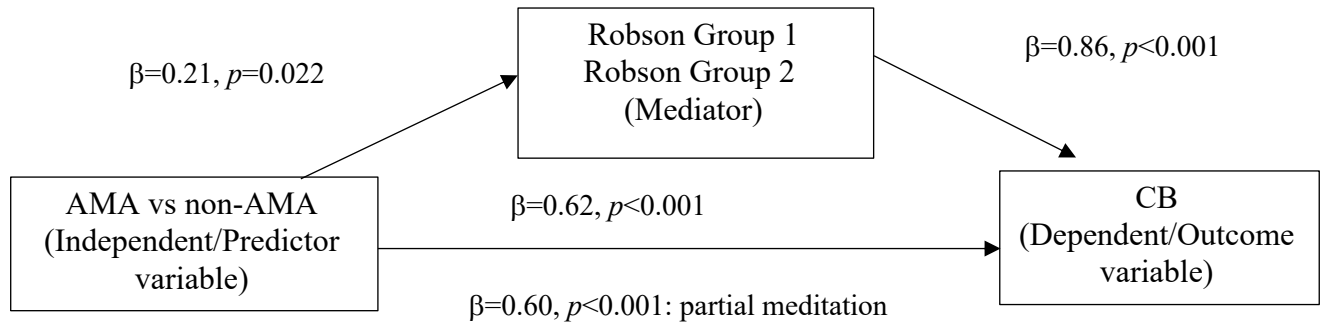 Robson Group 1
Robson Group 2
(Mediator)
β=0.86, p<0.001
β=0.21, p=0.022
AMA vs non-AMA
(Independent/Predictor
variable)
β=0.62, p<0.001
CB
(Dependent/Outcome
variable)
β=0.60, p<0.001: partial meditation